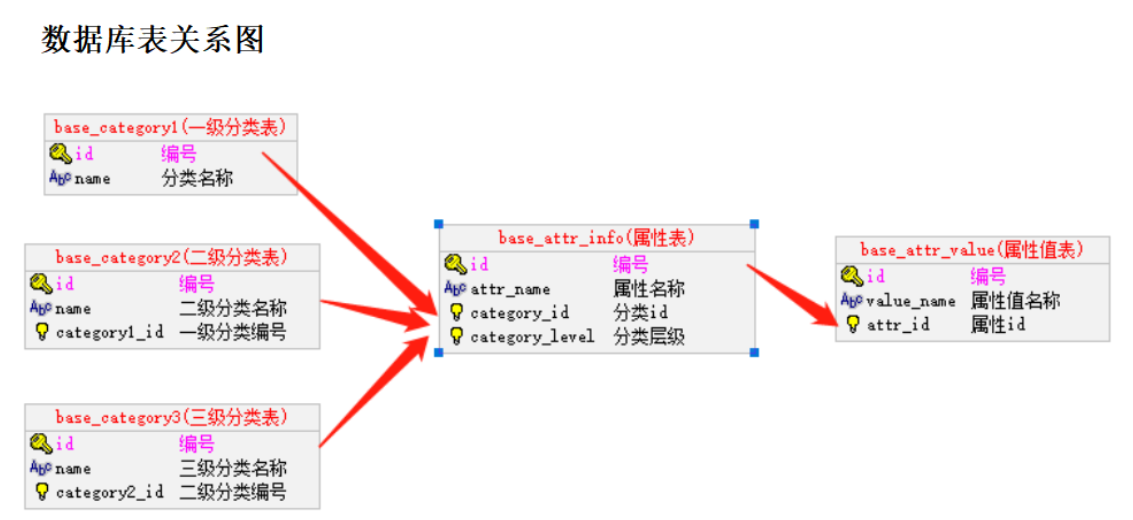 数据库表关系图
base_category1(一级分类表)
id 编号
Abc name 分类名称
base_category2(二级分类表)
id 编号
Abc name 二级分类名称
category1_id 一级分类编号
base_category3(三级分类表)
id 编号
Abc name 三级分类名称
category2_id 二级分类编号
base_attr_info(属性表)
id 编号
Abc attr_name 属性名称
category_id 分类id
category_level 分类层级
base_attr_value(属性值表)
id 编号
Abc value_name 属性值名称
attr_id 属性id